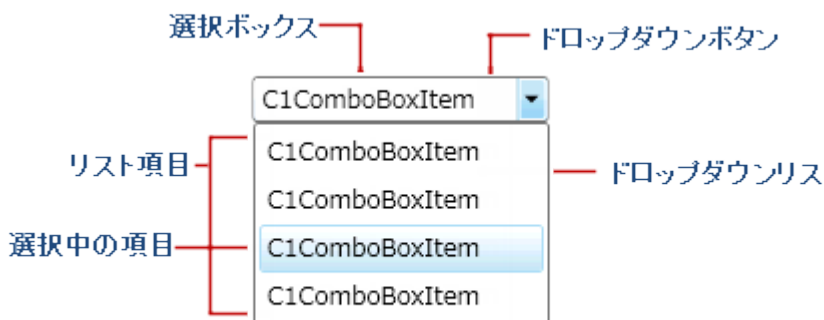 選択ボックス
ドロップダウンボタン
C1ComboBoxItem
リスト項目
C1ComboBoxItem
ドロップダウンリス
C1ComboBoxItem
選択中の項目
C1ComboBoxItem
C1ComboBoxItem